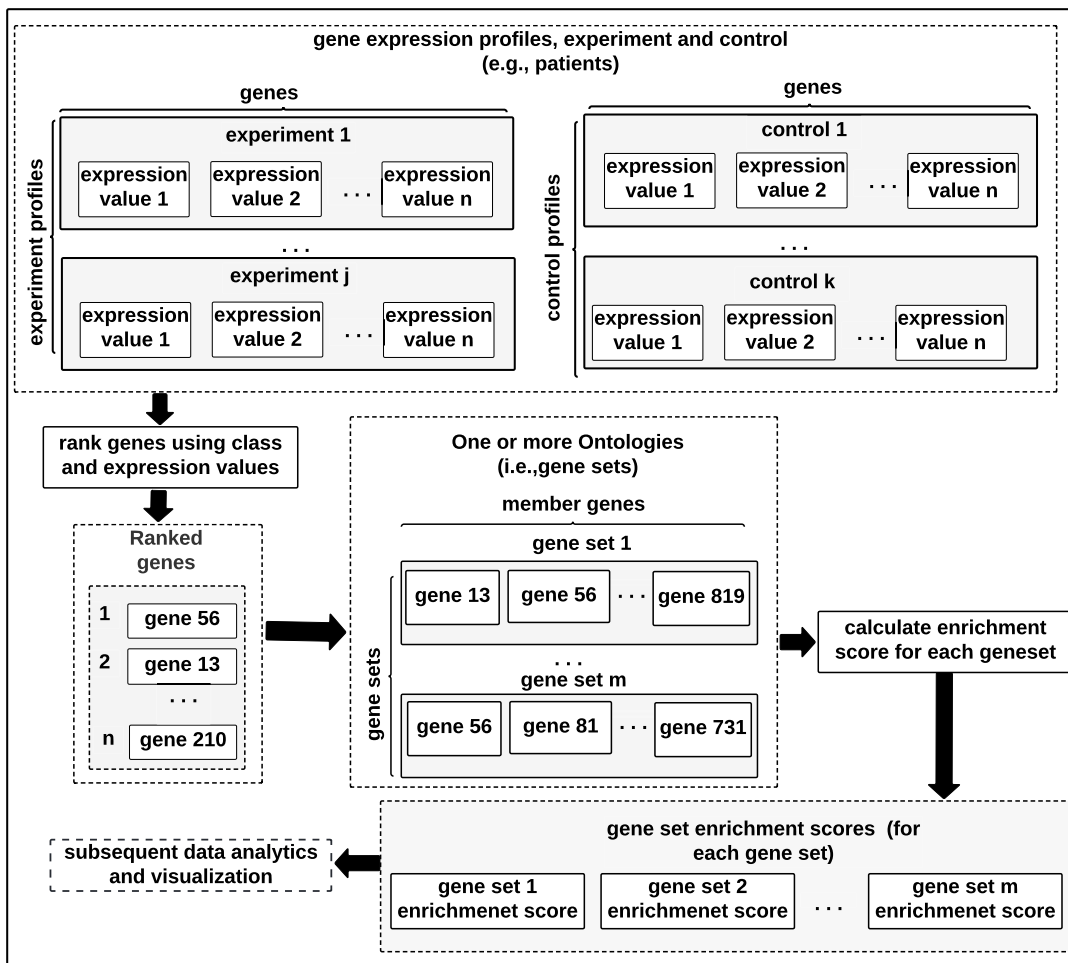 gene expression profiles, experiment and control
(e.g., patients)
genes
experiment profiles
experiment 1
expression value 1
expression value 2
. . .
expression value n
. . .
experiment j
expression value 1
expression value 2
. . .
expression value n
genes
control profiles
control 1
expression value 1
expression value 2
. . .
expression value n
. . .
control k
expression value 1
expression value 2
. . .
expression value n
rank genes using class
and expression values
Ranked
genes
1 gene 56
2 gene 13
. . .
n gene 210
One or more Ontologies
(i.e.,gene sets)
member genes
gene sets
gene set 1
gene 13 gene 56 . . . gene 819
. . .
gene set m
gene 56 gene 81 . . . gene 731
calculate enrichment
score for each geneset
gene set enrichment scores (for
each gene set)
gene set 1
enrichmenet score
gene set 2
enrichmenet score
. . .
gene set m
enrichmenet score
subsequent data analytics
and visualization